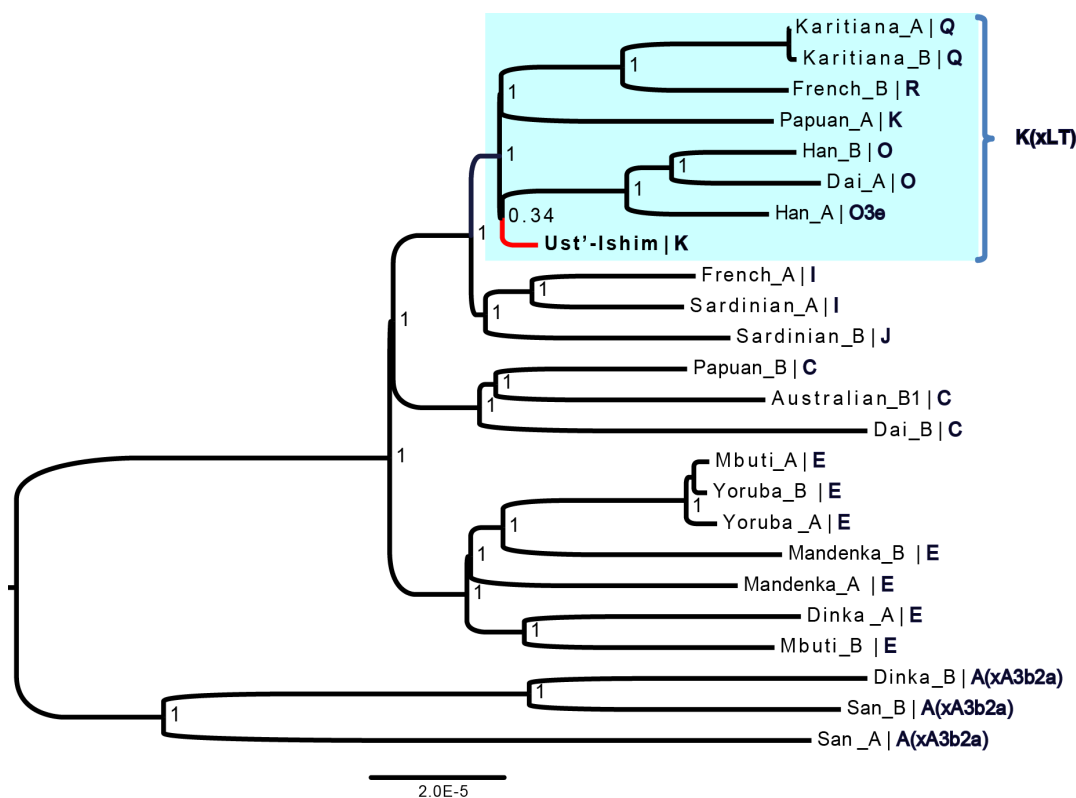 Karitiana_A | Q
Karitiana_B | Q
1
French_B | R
1
Papuan_A | K
K(xLT)
1
Han_B | O
1
Dai_A | O
1
Han_A | O3e
0.34
1
Ust'-Ishim | K
French_A | I
1
Sardinian_A | I
1
1
Sardinian_B | J
Papuan_B | C
1
Australian_B1 | C
1
Dai_B | C
1
Mbuti_A | E
Yoruba_B | E
1
Yoruba _A | E
1
Mandenka_B | E
1
Mandenka_A | E
1
Dinka _A | E
1
Mbuti_B | E
Dinka_B | A(xA3b2a)
1
San_B | A(xA3b2a)
1
San _A | A(xA3b2a)
2.0E-5